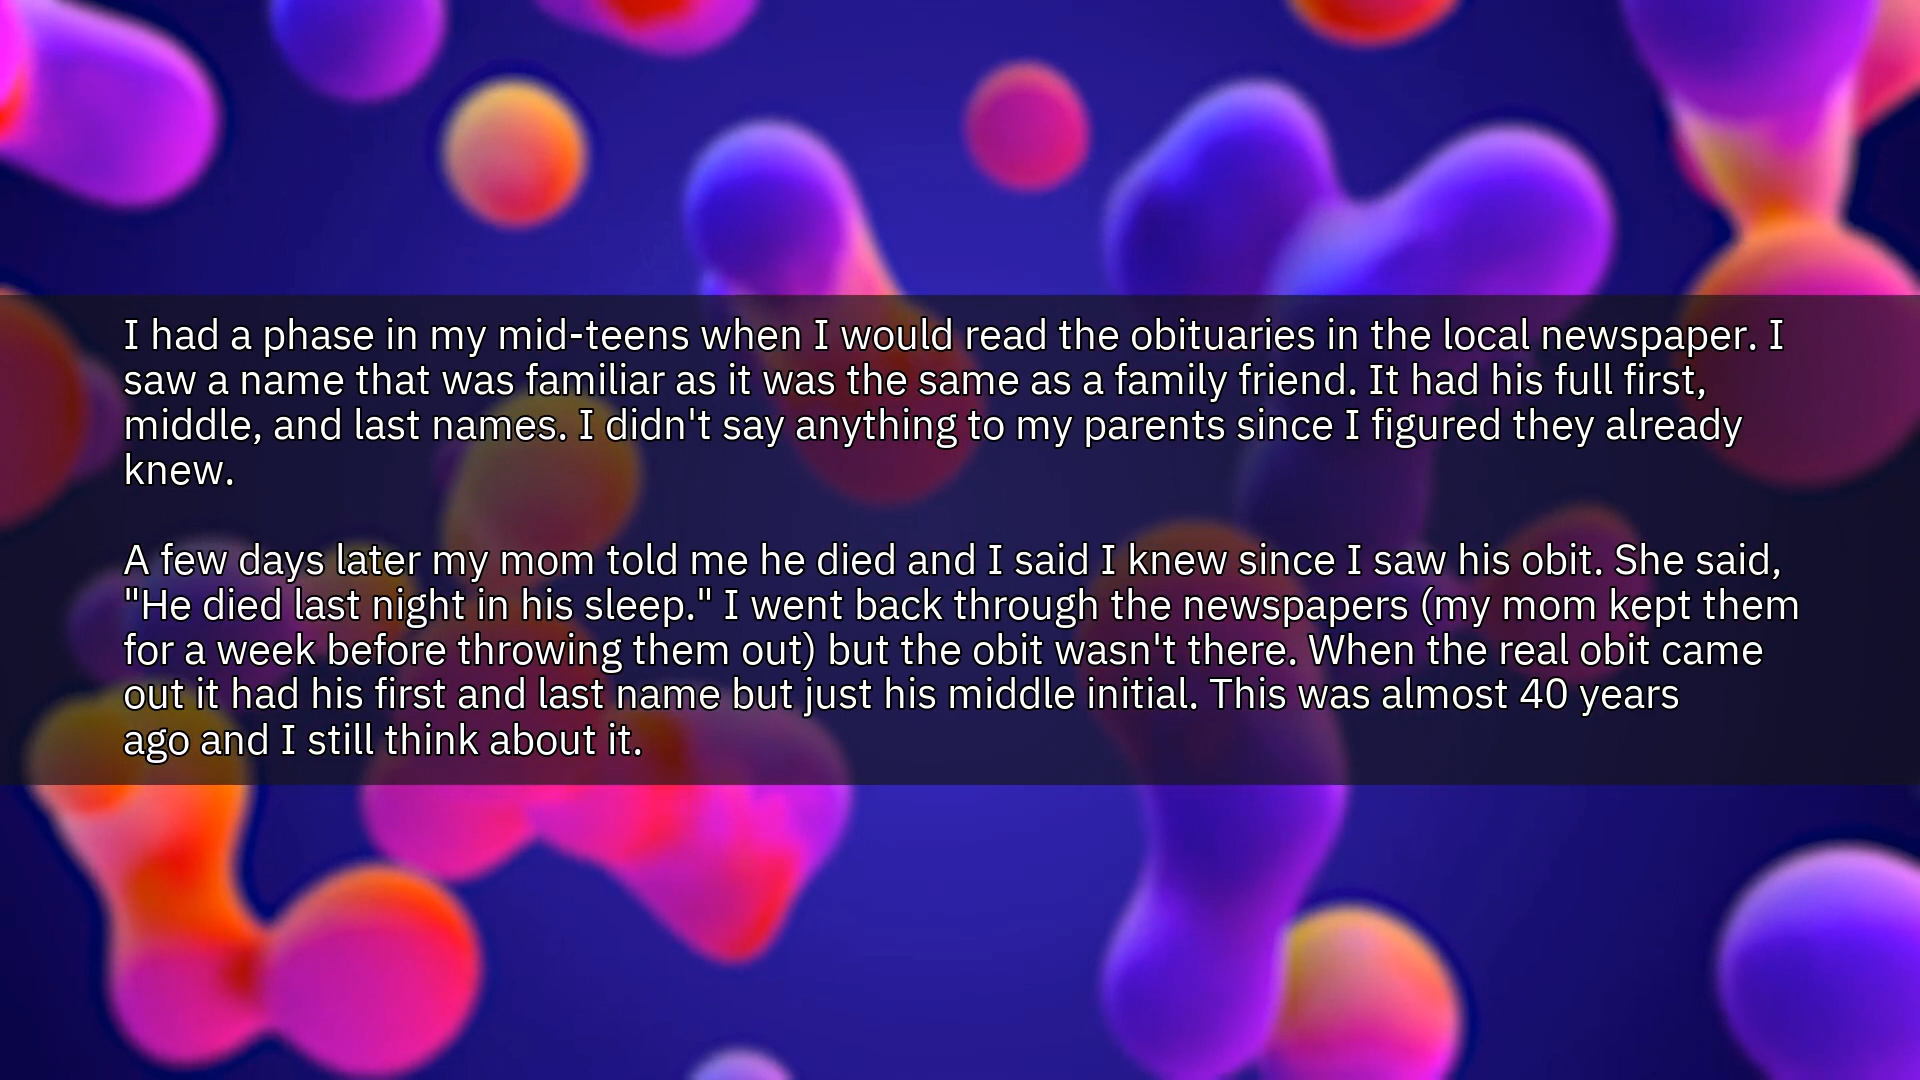 I had a phase in my mid-teens when I would read the obituaries in the local newspaper. I
saw a name that was familiar as it was the same as a family friend. It had his full first,
middle, and last names. I didn't say anything to my parents since I figured they already
knew.
A few days later my mom told me he died and I said I knew since I saw his obit. She said,
"He died last night in his sleep." I went back through the newspapers (my mom kept them
for a week before throwing them out) but the obit wasn't there. When the real obit came
out it had his first and last name but just his middle initial. This was almost 40 years
ago and I still think about it.